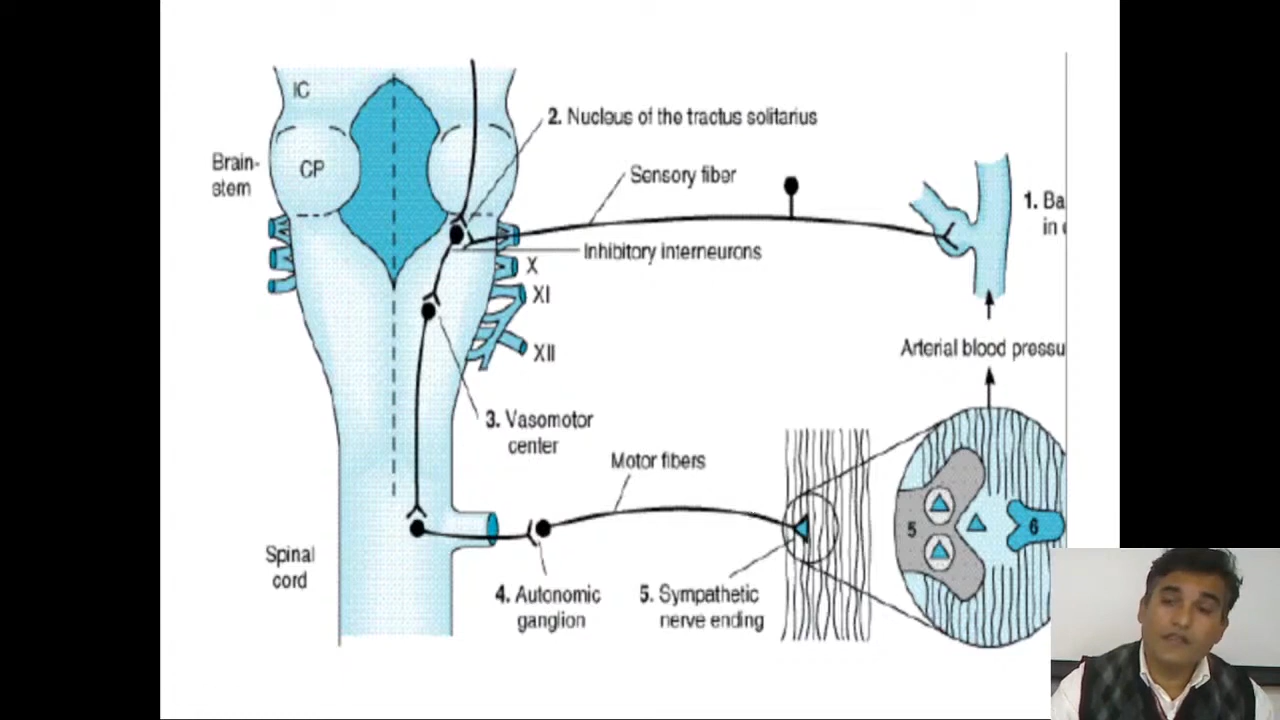 IC
2. Nucleus of the tractus solitarius
CP
Brain-
stem
Sensory fiber
1. Ba
in
Inhibitory interneurons
X
XI
XII
Arterial blood pressu
3. Vasomotor
center
Motor fibers
5
6
Spinal
cord
4. Autonomic
ganglion
5. Sympathetic
nerve ending